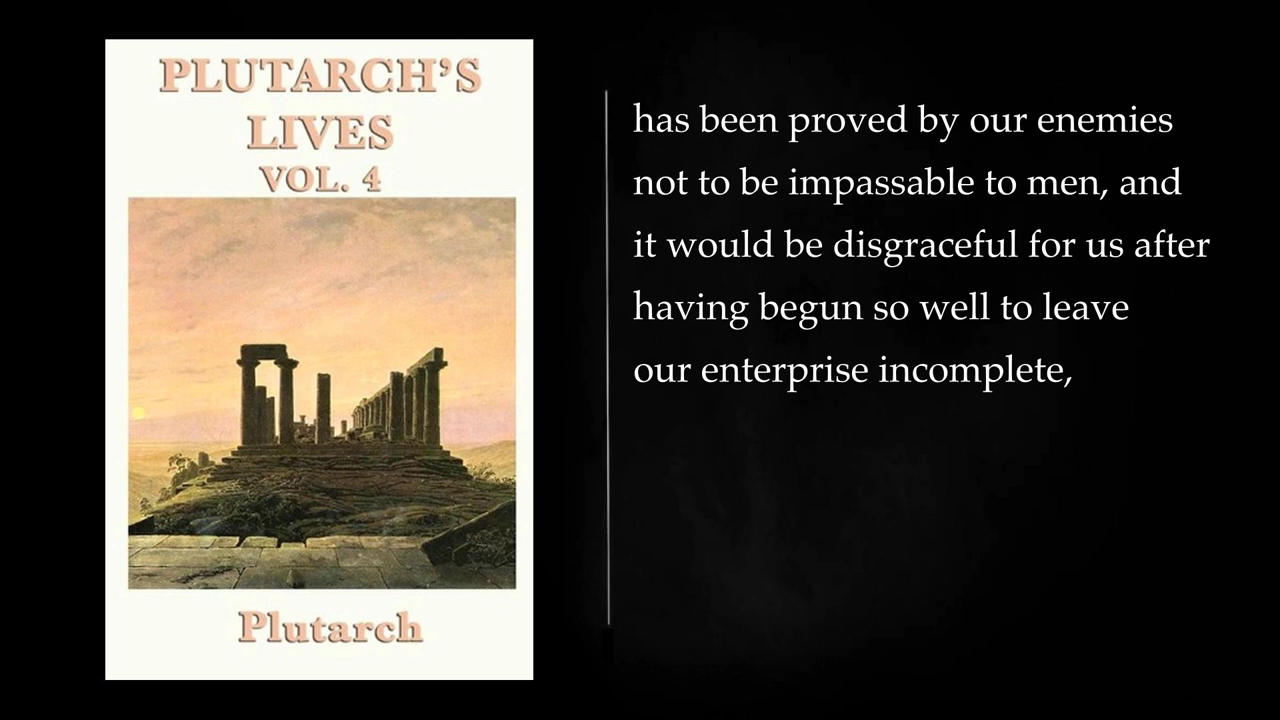 PLUTARCH'S
LIVES
VOL. 4
Plutarch
has been proved by our enemies
not to be impassable to men, and
it would be disgraceful for us after
having begun so well to leave
our enterprise incomplete,